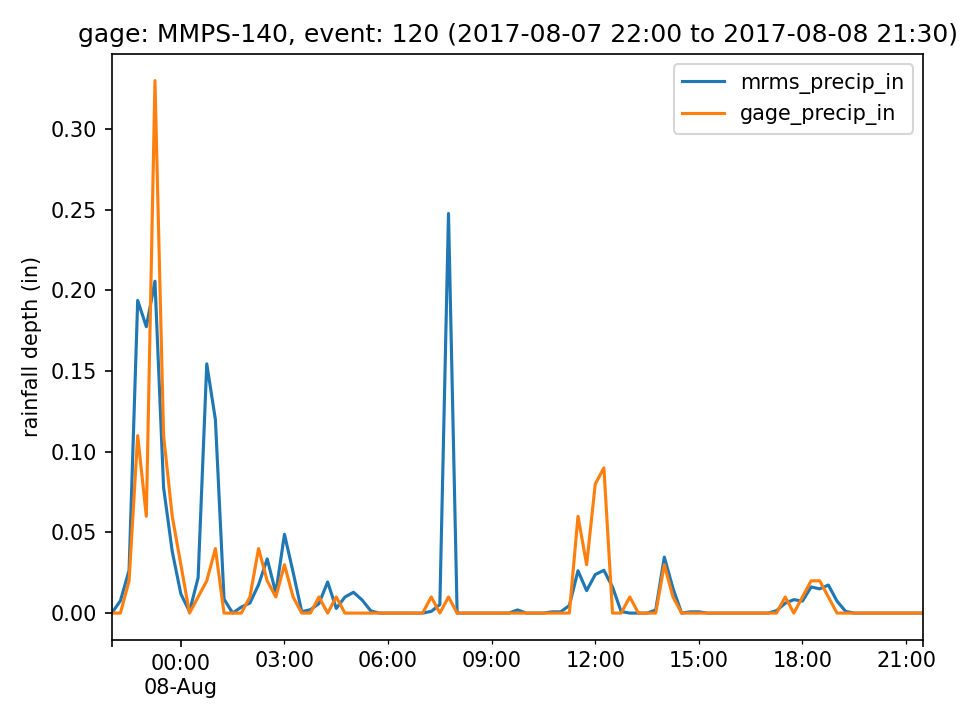 gage: MMPS-140, event: 120 (2017-08-07 22:00 to 2017-08-08 21:30)
mrms_precip_in
gage_precip_in
rainfall depth (in)
0.30
0.25
0.20
0.15
0.10
0.05
0.00
00:00 03:00 06:00 09:00 12:00 15:00 18:00 21:00
08-Aug